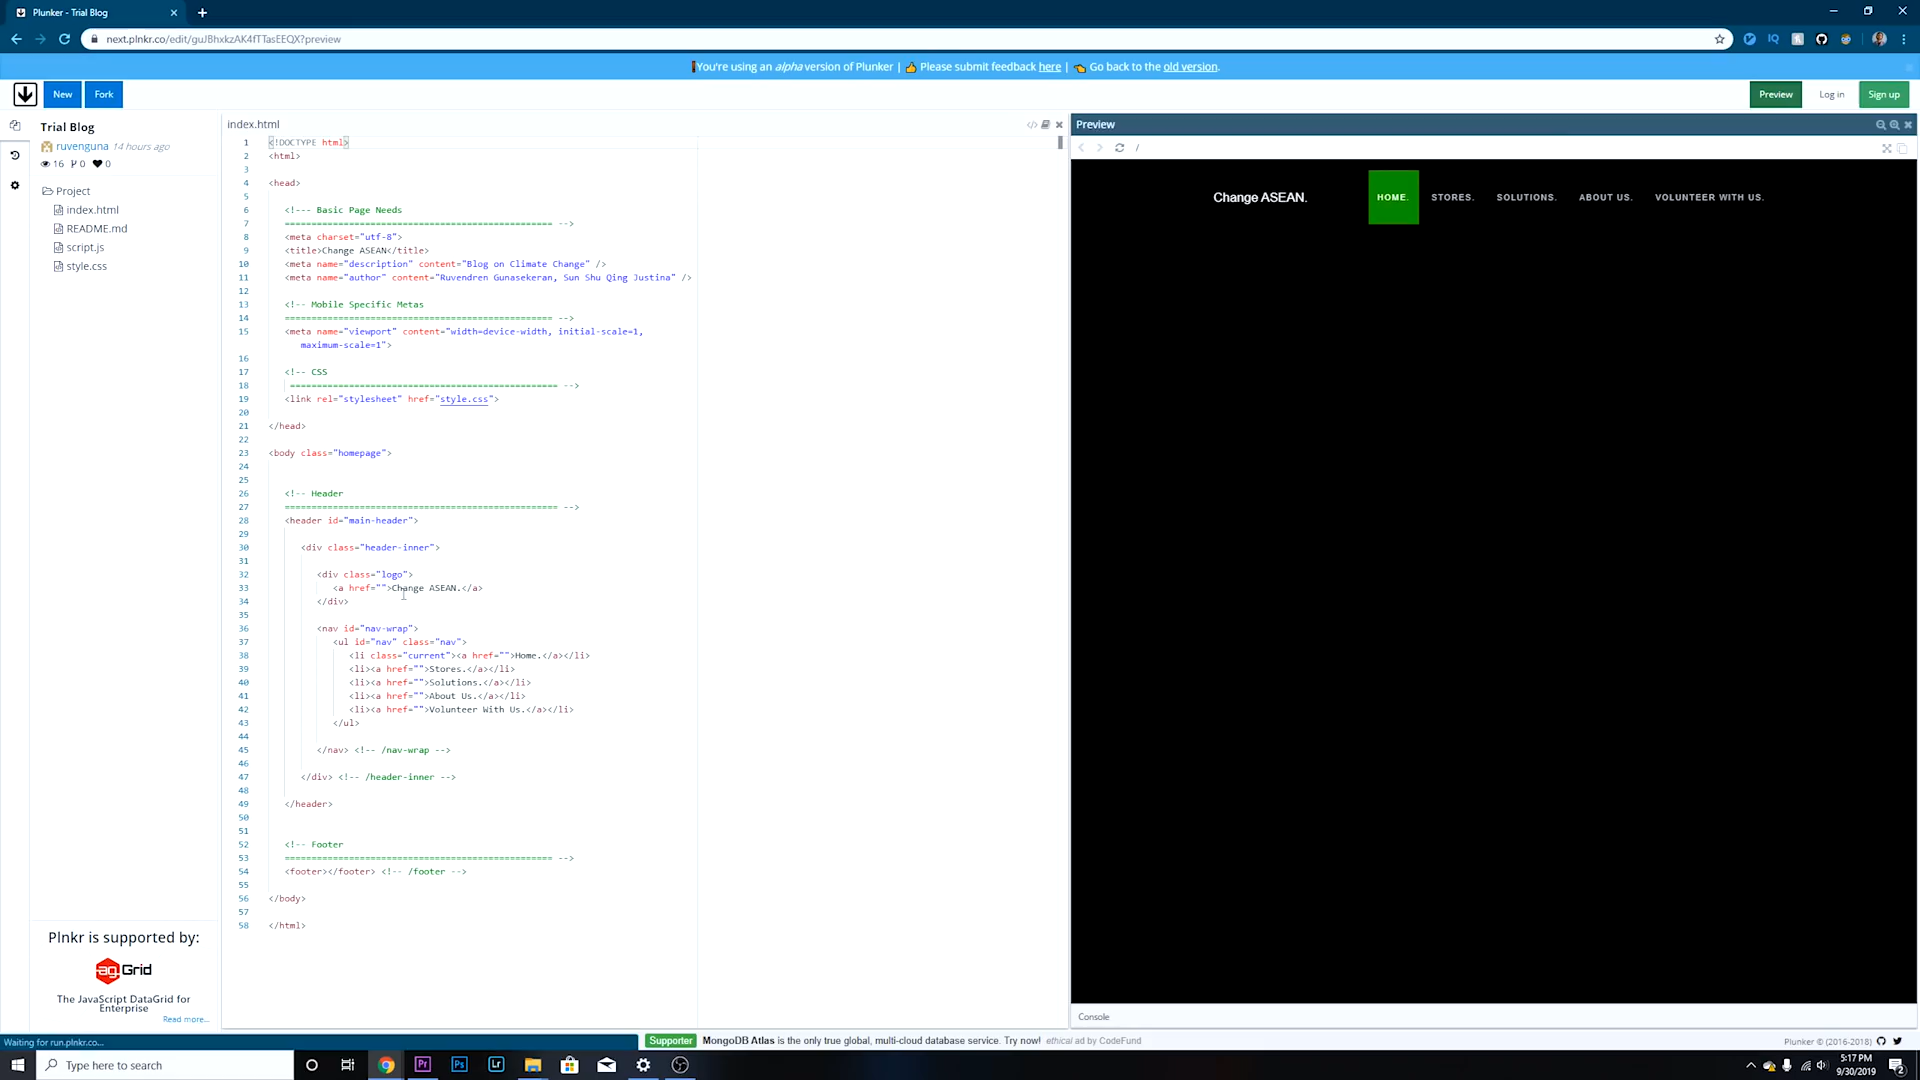 Plunker - Trial Blog
next.plnkr.co/edit/guJBhxkzAK4fTTasEEQX?preview
You're using an alpha version of Plunker | 👍 Please submit feedback here | 👈 Go back to the old version.
New
Fork
Preview
Log in
Sign up
Trial Blog
ruvenguna 14 hours ago
16 0 0
Project
index.html
README.md
script.js
style.css
Plnkr is supported by:
ag Grid
The JavaScript DataGrid for
Enterprise
Read more...
index.html
1 <!DOCTYPE html>
2 <html>
3
4 <head>
5
6 <!--- Basic Page Needs
7 ================================================== -->
8 <meta charset="utf-8">
9 <title>Change ASEAN</title>
10 <meta name="description" content="Blog on Climate Change" />
11 <meta name="author" content="Ruvendren Gunasekeran, Sun Shu Qing Justina" />
12
13 <!-- Mobile Specific Metas
14 ================================================== -->
15 <meta name="viewport" content="width=device-width, initial-scale=1,
maximum-scale=1">
16
17 <!-- CSS
18 ================================================== -->
19 <link rel="stylesheet" href="style.css">
20
21 </head>
22
23 <body class="homepage">
24
25
26 <!-- Header
27 =================================================== -->
28 <header id="main-header">
29
30 <div class="header-inner">
31
32 <div class="logo">
33 <a href="">Change ASEAN.</a>
34 </div>
35
36 <nav id="nav-wrap">
37 <ul id="nav" class="nav">
38 <li class="current"><a href="">Home.</a></li>
39 <li><a href="">Stores.</a></li>
40 <li><a href="">Solutions.</a></li>
41 <li><a href="">About Us.</a></li>
42 <li><a href="">Volunteer With Us.</a></li>
43 </ul>
44
45 </nav> <!-- /nav-wrap -->
46
47 </div> <!-- /header-inner -->
48
49 </header>
50
51
52 <!-- Footer
53 ================================================== -->
54 <footer></footer> <!-- /footer -->
55
56 </body>
57
58 </html>
Preview
/
Change ASEAN.
HOME.
STORES.
SOLUTIONS.
ABOUT US.
VOLUNTEER WITH US.
Console
Waiting for run.plnkr.co...
Supporter
MongoDB Atlas is the only true global, multi-cloud database service. Try now! ethical ad by CodeFund
Plunker © (2016-2018)
Type here to search
Pr
Ps
Lr
5:17 PM
9/30/2019
2